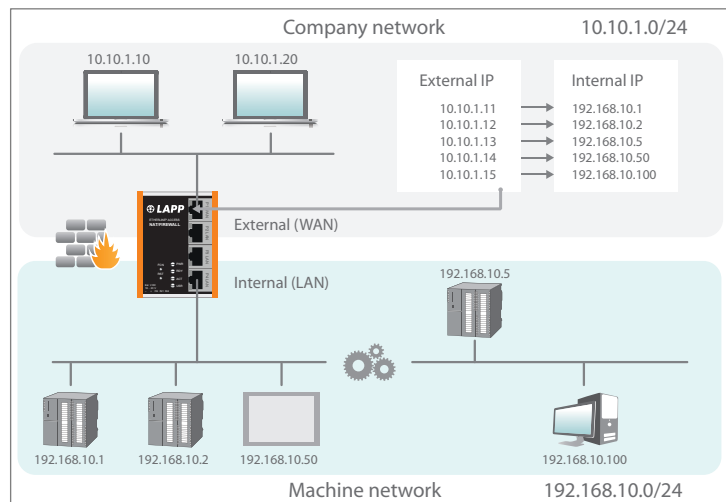 Company network 10.10.1.0/24
10.10.1.10 10.10.1.20
External IP Internal IP
10.10.1.11 192.168.10.1
10.10.1.12 192.168.10.2
10.10.1.13 192.168.10.5
10.10.1.14 192.168.10.50
10.10.1.15 192.168.10.100
LAPP
NAT/FIREWALL
External (WAN)
Internal (LAN)
192.168.10.5
192.168.10.1 192.168.10.2 192.168.10.50 192.168.10.100
Machine network 192.168.10.0/24